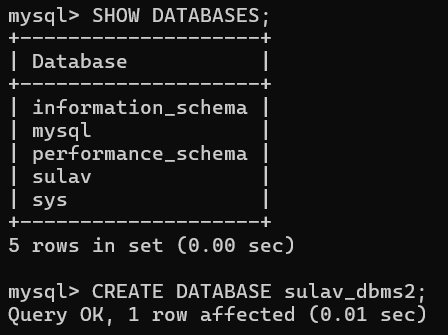 mysql> SHOW DATABASES;
+--------------------+
| Database           |
+--------------------+
| information_schema |
| mysql              |
| performance_schema |
| sulav              |
| sys                |
+--------------------+
5 rows in set (0.00 sec)

mysql> CREATE DATABASE sulav_dbms2;
Query OK, 1 row affected (0.01 sec)